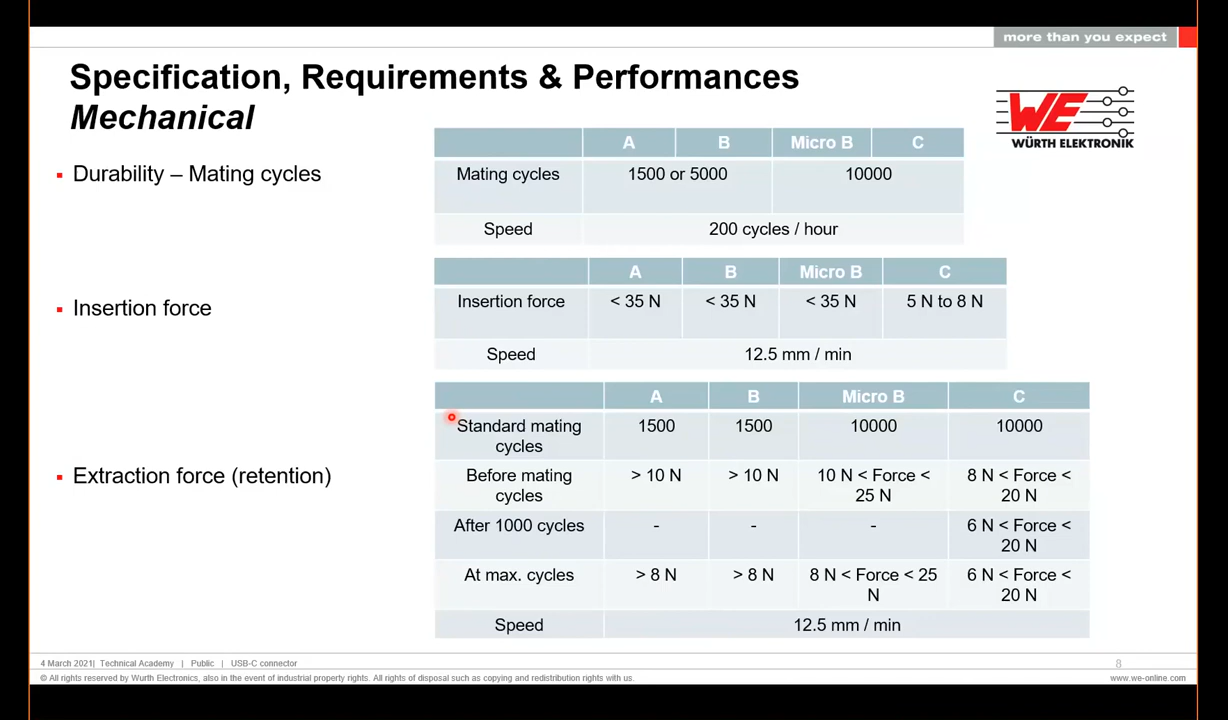 more than you expect
Specification, Requirements & Performances
Mechanical
WE
WÜRTH ELEKTRONIK
▪ Durability – Mating cycles
A B Micro B C
Mating cycles 1500 or 5000 10000
Speed 200 cycles / hour
▪ Insertion force
A B Micro B C
Insertion force < 35 N < 35 N < 35 N 5 N to 8 N
Speed 12.5 mm / min
▪ Extraction force (retention)
A B Micro B C
Standard mating 1500 1500 10000 10000
cycles
Before mating > 10 N > 10 N 10 N < Force < 8 N < Force <
cycles 25 N 20 N
After 1000 cycles - - - 6 N < Force <
20 N
At max. cycles > 8 N > 8 N 8 N < Force < 25 6 N < Force <
N 20 N
Speed 12.5 mm / min
4 March 2021| Technical Academy | Public | USB-C connector 8
© All rights reserved by Wurth Electronics, also in the event of industrial property rights. All rights of disposal such as copying and redistribution rights with us. www.we-online.com